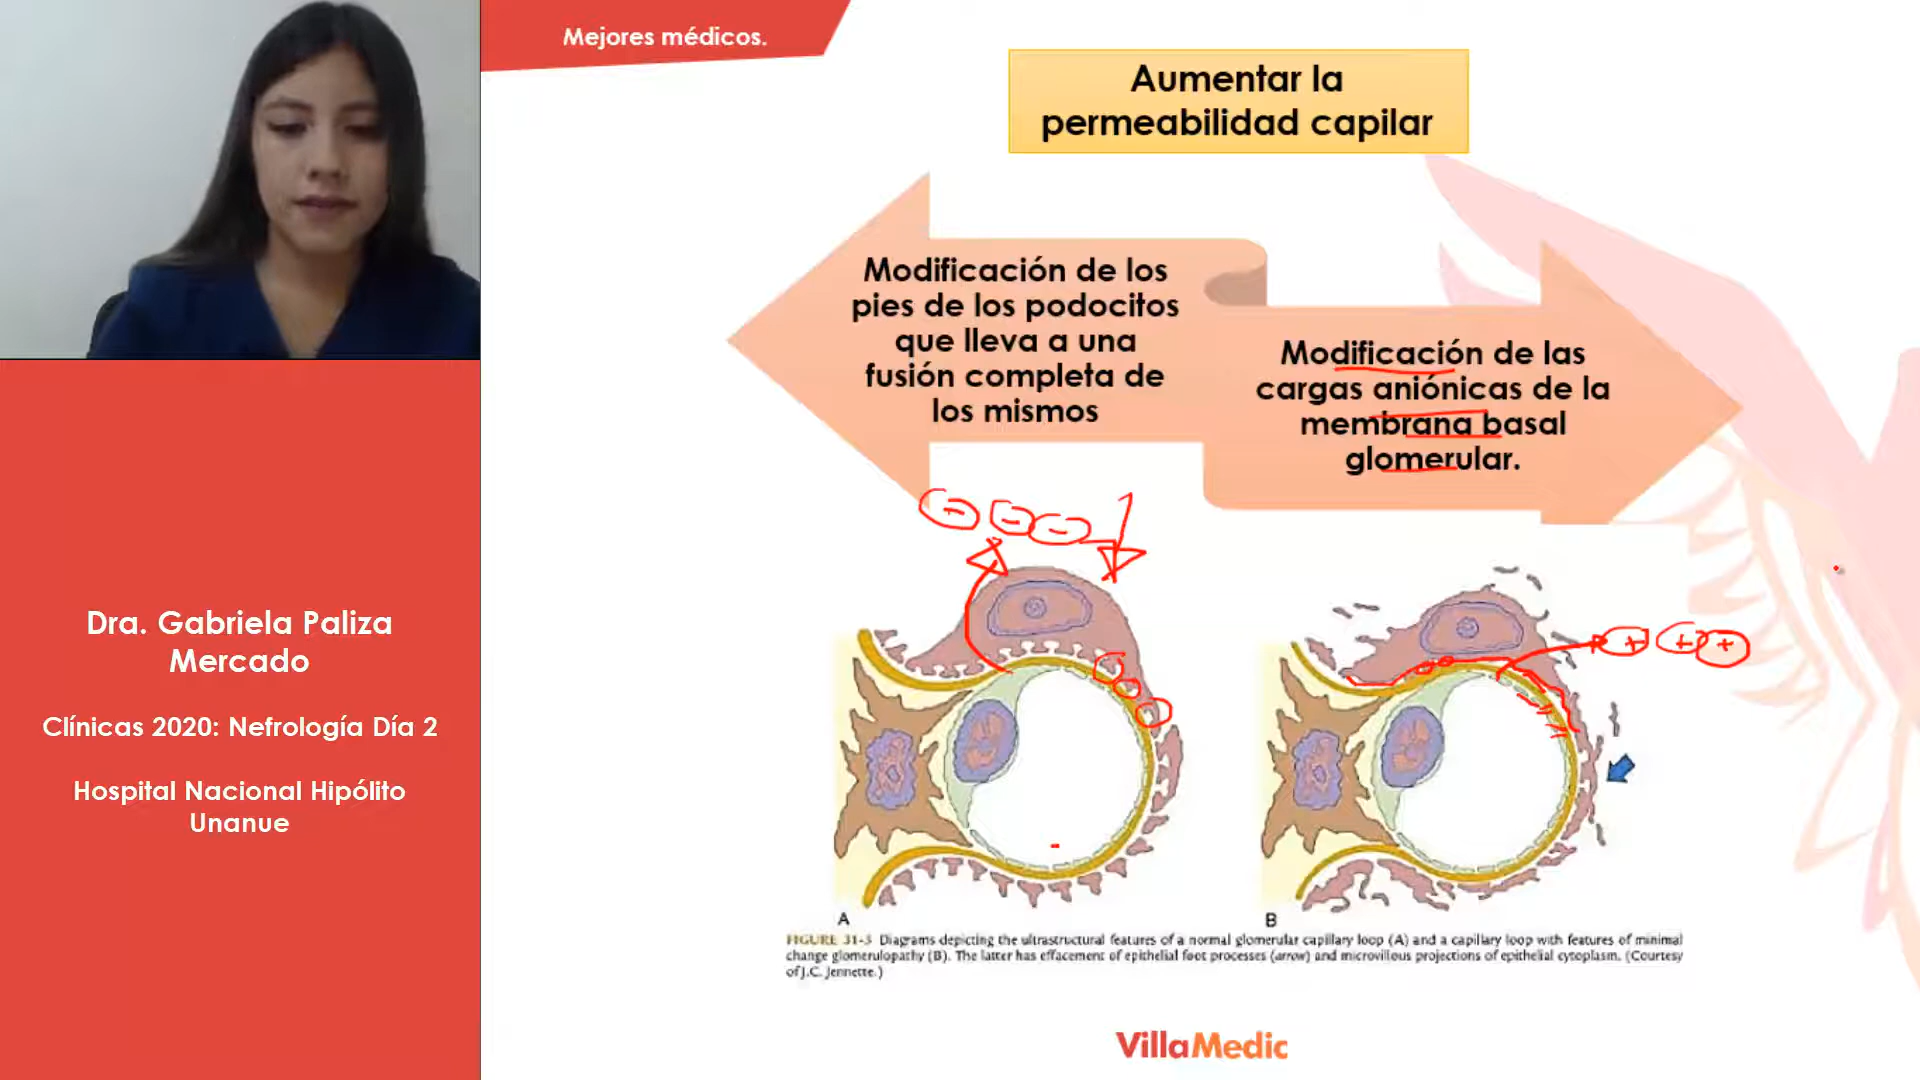 Mejores médicos.
Aumentar la
permeabilidad capilar
Modificación de los
pies de los podocitos
que lleva a una
fusión completa de
los mismos
Modificación de las
cargas aniónicas de la
membrana basal
glomerular.
Dra. Gabriela Paliza
Mercado
Clínicas 2020: Nefrología Día 2
Hospital Nacional Hipólito
Unanue
− − −
+ + +
A
B
FIGURE 31-3 Diagrams depicting the ultrastructural features of a normal glomerular capillary loop (A) and a capillary loop with features of minimal
change glomerulopathy (B). The latter has effacement of epithelial foot processes (arrow) and microvillous projections of epithelial cytoplasm. (Courtesy
of J.C. Jennette.)
VillaMedic